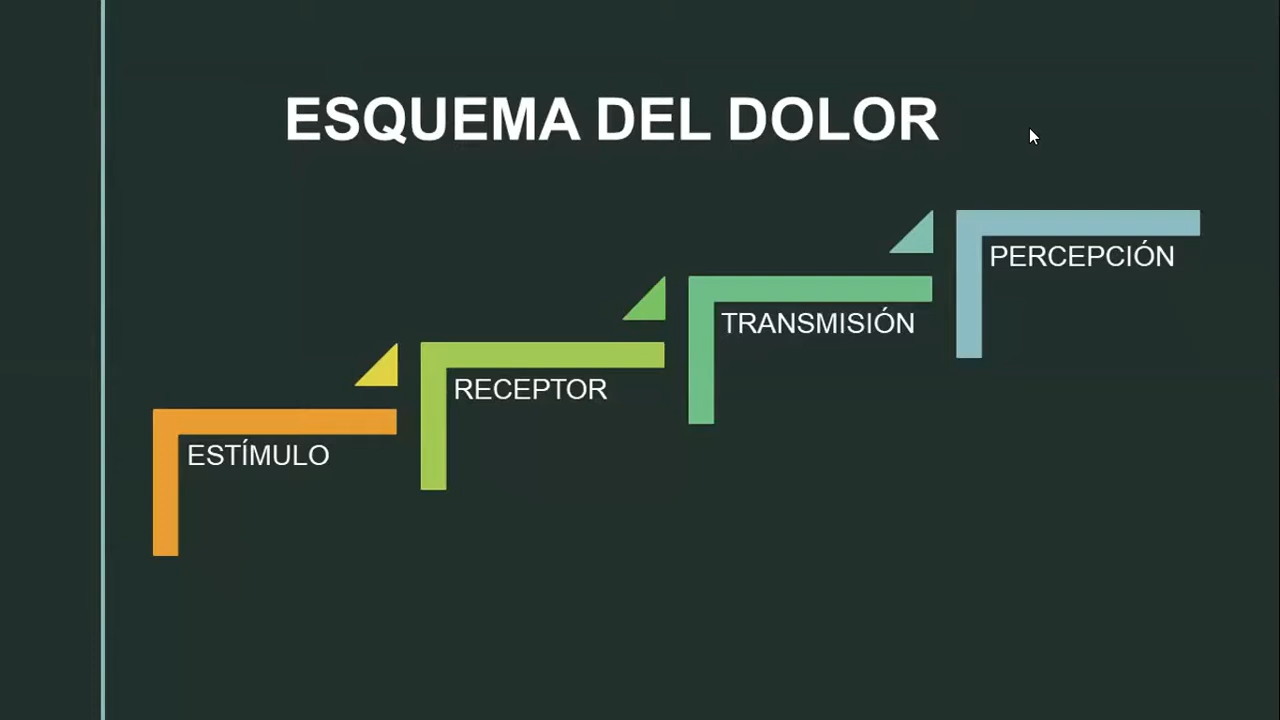 ESQUEMA DEL DOLOR
ESTÍMULO
RECEPTOR
TRANSMISIÓN
PERCEPCIÓN